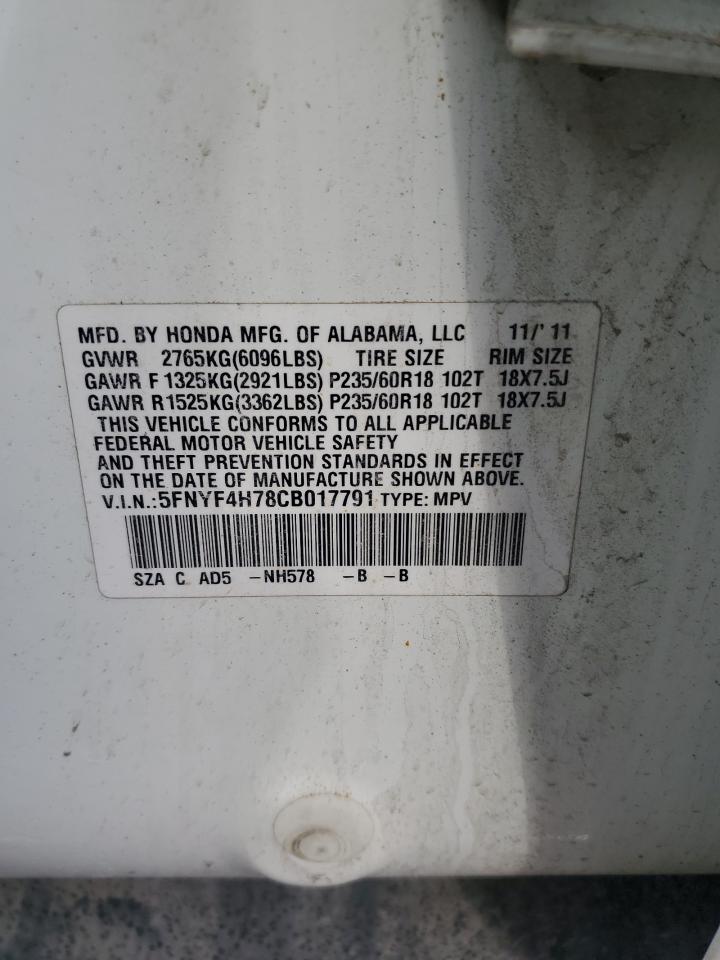 MFD. BY HONDA MFG. OF ALABAMA, LLC 11/'11
GVWR 2765KG(6096LBS) TIRE SIZE RIM SIZE
GAWR F 1325KG(2921LBS) P235/60R18 102T 18X7.5J
GAWR R1525KG(3362LBS) P235/60R18 102T 18X7.5J
THIS VEHICLE CONFORMS TO ALL APPLICABLE
FEDERAL MOTOR VEHICLE SAFETY
AND THEFT PREVENTION STANDARDS IN EFFECT
ON THE DATE OF MANUFACTURE SHOWN ABOVE.
V.I.N.:5FNYF4H78CB017791 TYPE: MPV
SZA C AD5 -NH578 -B -B